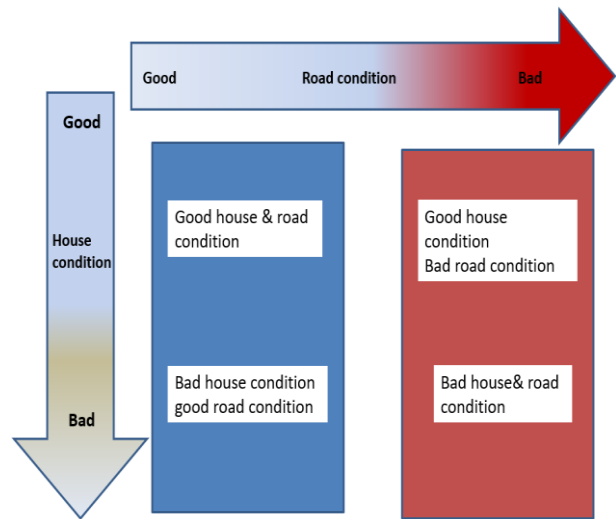 Good Road condition Bad
Good
House
condition
Bad
Good house & road
condition
Good house
condition
Bad road condition
Bad house condition
good road condition
Bad house& road
condition